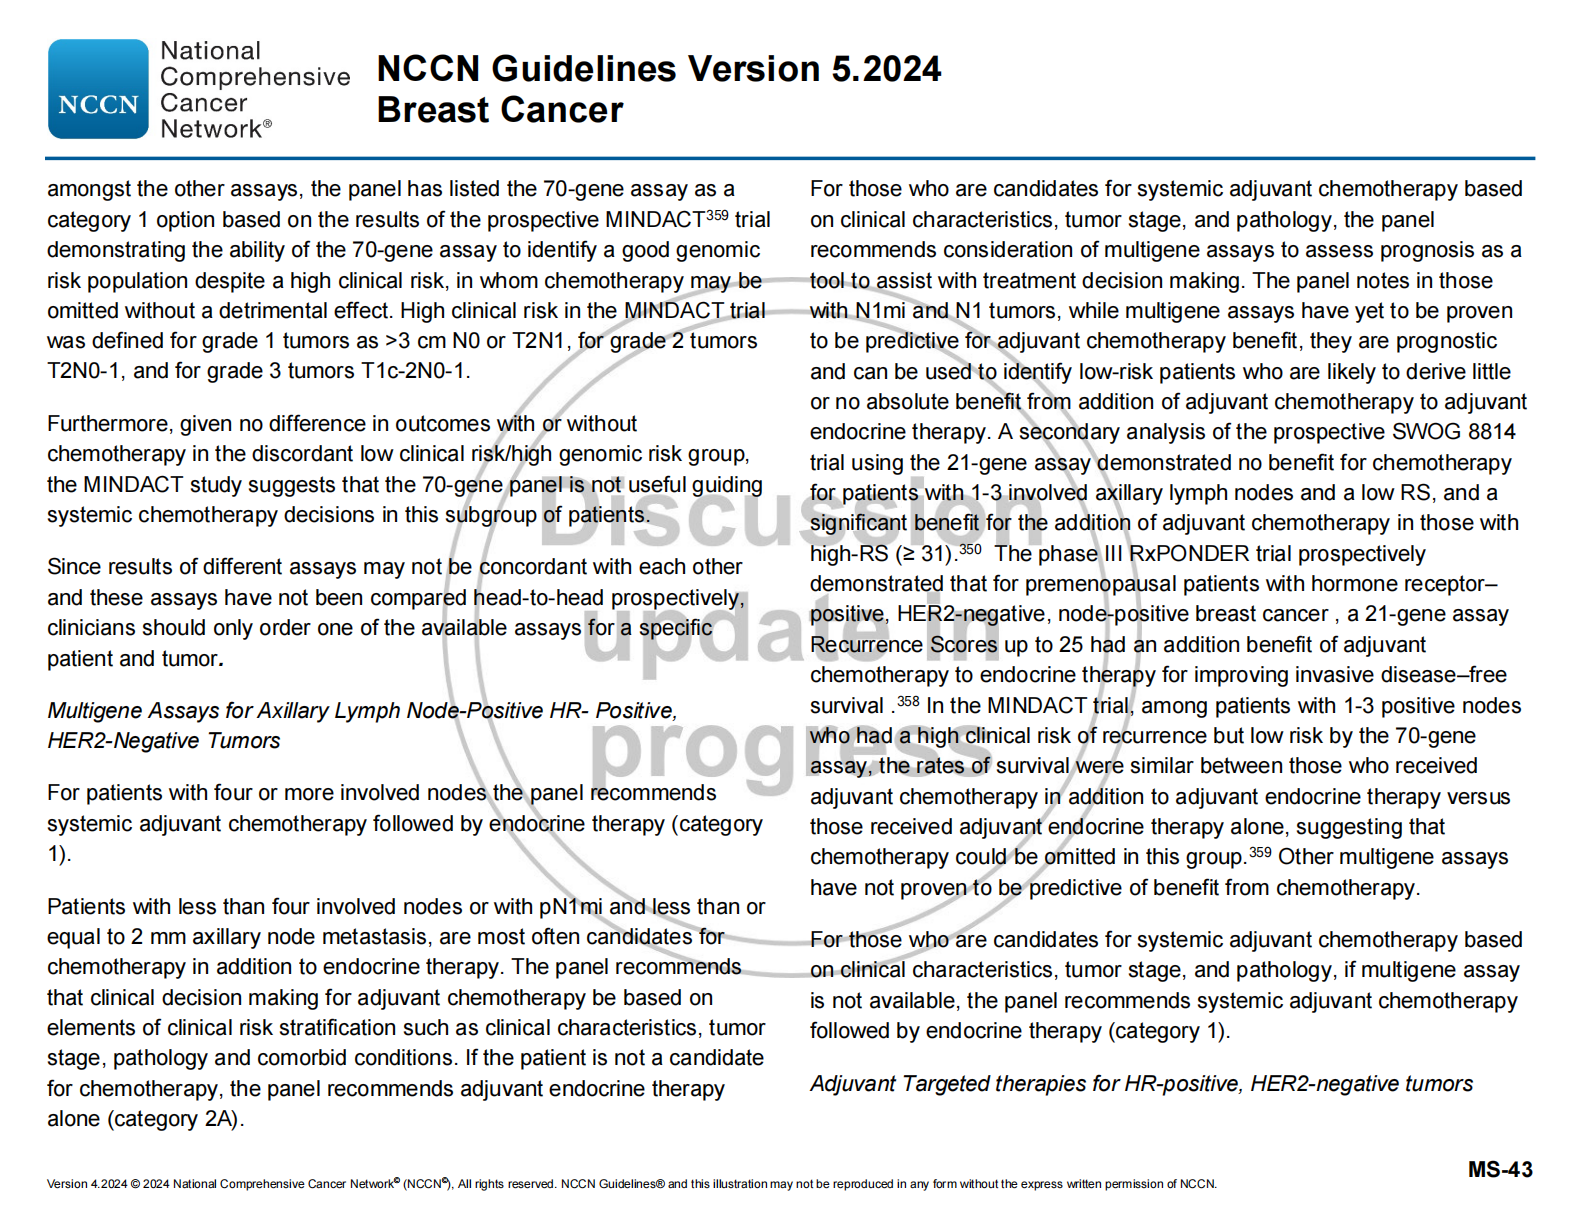 National
Comprehensive
Cancer
Network®
NCCN
NCCN Guidelines Version 5.2024
Breast Cancer
amongst the other assays, the panel has listed the 70-gene assay as a
category 1 option based on the results of the prospective MINDACT359 trial
demonstrating the ability of the 70-gene assay to identify a good genomic
risk population despite a high clinical risk, in whom chemotherapy may be
omitted without a detrimental effect. High clinical risk in the MINDACT trial
was defined for grade 1 tumors as >3 cm N0 or T2N1, for grade 2 tumors
T2N0-1, and for grade 3 tumors T1c-2N0-1.
Furthermore, given no difference in outcomes with or without
chemotherapy in the discordant low clinical risk/high genomic risk group,
the MINDACT study suggests that the 70-gene panel is not useful guiding
systemic chemotherapy decisions in this subgroup of patients.
Since results of different assays may not be concordant with each other
and these assays have not been compared head-to-head prospectively,
clinicians should only order one of the available assays for a specific
patient and tumor.
Multigene Assays for Axillary Lymph Node-Positive HR- Positive,
HER2-Negative Tumors
For patients with four or more involved nodes the panel recommends
systemic adjuvant chemotherapy followed by endocrine therapy (category
1).
Patients with less than four involved nodes or with pN1mi and less than or
equal to 2 mm axillary node metastasis, are most often candidates for
chemotherapy in addition to endocrine therapy. The panel recommends
that clinical decision making for adjuvant chemotherapy be based on
elements of clinical risk stratification such as clinical characteristics, tumor
stage, pathology and comorbid conditions. If the patient is not a candidate
for chemotherapy, the panel recommends adjuvant endocrine therapy
alone (category 2A).
For those who are candidates for systemic adjuvant chemotherapy based
on clinical characteristics, tumor stage, and pathology, the panel
recommends consideration of multigene assays to assess prognosis as a
tool to assist with treatment decision making. The panel notes in those
with N1mi and N1 tumors, while multigene assays have yet to be proven
to be predictive for adjuvant chemotherapy benefit, they are prognostic
and can be used to identify low-risk patients who are likely to derive little
or no absolute benefit from addition of adjuvant chemotherapy to adjuvant
endocrine therapy. A secondary analysis of the prospective SWOG 8814
trial using the 21-gene assay demonstrated no benefit for chemotherapy
for patients with 1-3 involved axillary lymph nodes and a low RS, and a
significant benefit for the addition of adjuvant chemotherapy in those with
high-RS (≥ 31).350 The phase III RxPONDER trial prospectively
demonstrated that for premenopausal patients with hormone receptor–
positive, HER2-negative, node-positive breast cancer , a 21-gene assay
Recurrence Scores up to 25 had an addition benefit of adjuvant
chemotherapy to endocrine therapy for improving invasive disease–free
survival .358 In the MINDACT trial, among patients with 1-3 positive nodes
who had a high clinical risk of recurrence but low risk by the 70-gene
assay, the rates of survival were similar between those who received
adjuvant chemotherapy in addition to adjuvant endocrine therapy versus
those received adjuvant endocrine therapy alone, suggesting that
chemotherapy could be omitted in this group.359 Other multigene assays
have not proven to be predictive of benefit from chemotherapy.
For those who are candidates for systemic adjuvant chemotherapy based
on clinical characteristics, tumor stage, and pathology, if multigene assay
is not available, the panel recommends systemic adjuvant chemotherapy
followed by endocrine therapy (category 1).
Adjuvant Targeted therapies for HR-positive, HER2-negative tumors
Discussion
update in
progress
MS-43
Version 4.2024 © 2024 National Comprehensive Cancer Network© (NCCN©), All rights reserved. NCCN Guidelines® and this illustration may not be reproduced in any form without the express written permission of NCCN.